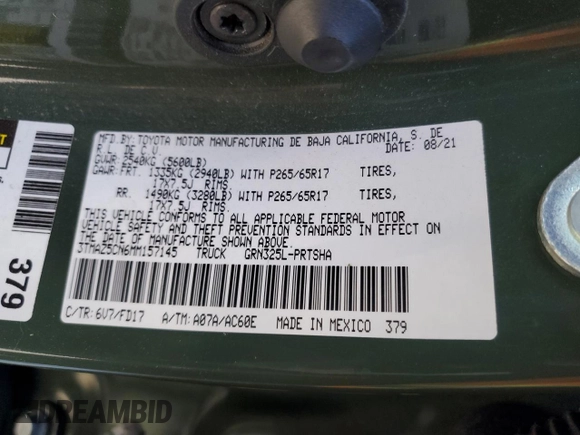 MFD.BY: TOYOTA MOTOR MANUFACTURING DE BAJA CALIFORNIA, S. DE
R.L. DE C.V. DATE: 08/21
GVWR: 2540KG (5600LB)
GAWR: FRT. 1335KG (2940LB) WITH P265/65R17 TIRES,
17X7.5J RIMS.
RR. 1490KG (3280LB) WITH P265/65R17 TIRES,
17X7.5J RIMS.
THIS VEHICLE CONFORMS TO ALL APPLICABLE FEDERAL MOTOR
VEHICLE SAFETY AND THEFT PREVENTION STANDARDS IN EFFECT ON
THE DATE OF MANUFACTURE SHOWN ABOVE.
3TMAZ5CN6MM157145 TRUCK GRN325L-PRTSHA
C/TR: 6V7/FD17 A/TM: A07A/AC60E MADE IN MEXICO 379
379
DREAMBID